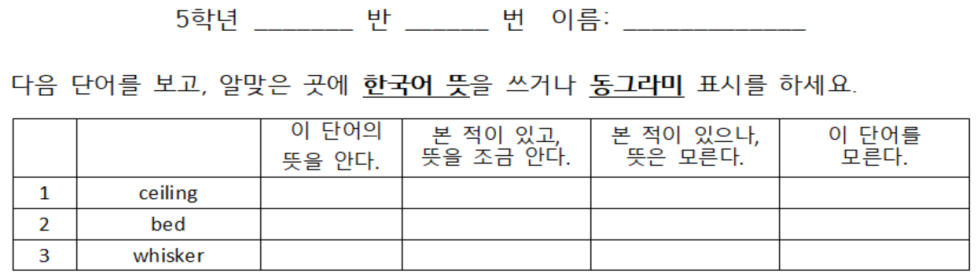 5학년 _______ 반 ______ 번 이름: _____________
다음 단어를 보고, 알맞은 곳에 한국어 뜻을 쓰거나 동그라미 표시를 하세요.
이 단어의 뜻을 안다. 본 적이 있고, 뜻을 조금 안다. 본 적이 있으나, 뜻은 모른다. 이 단어를 모른다.
1 ceiling
2 bed
3 whisker